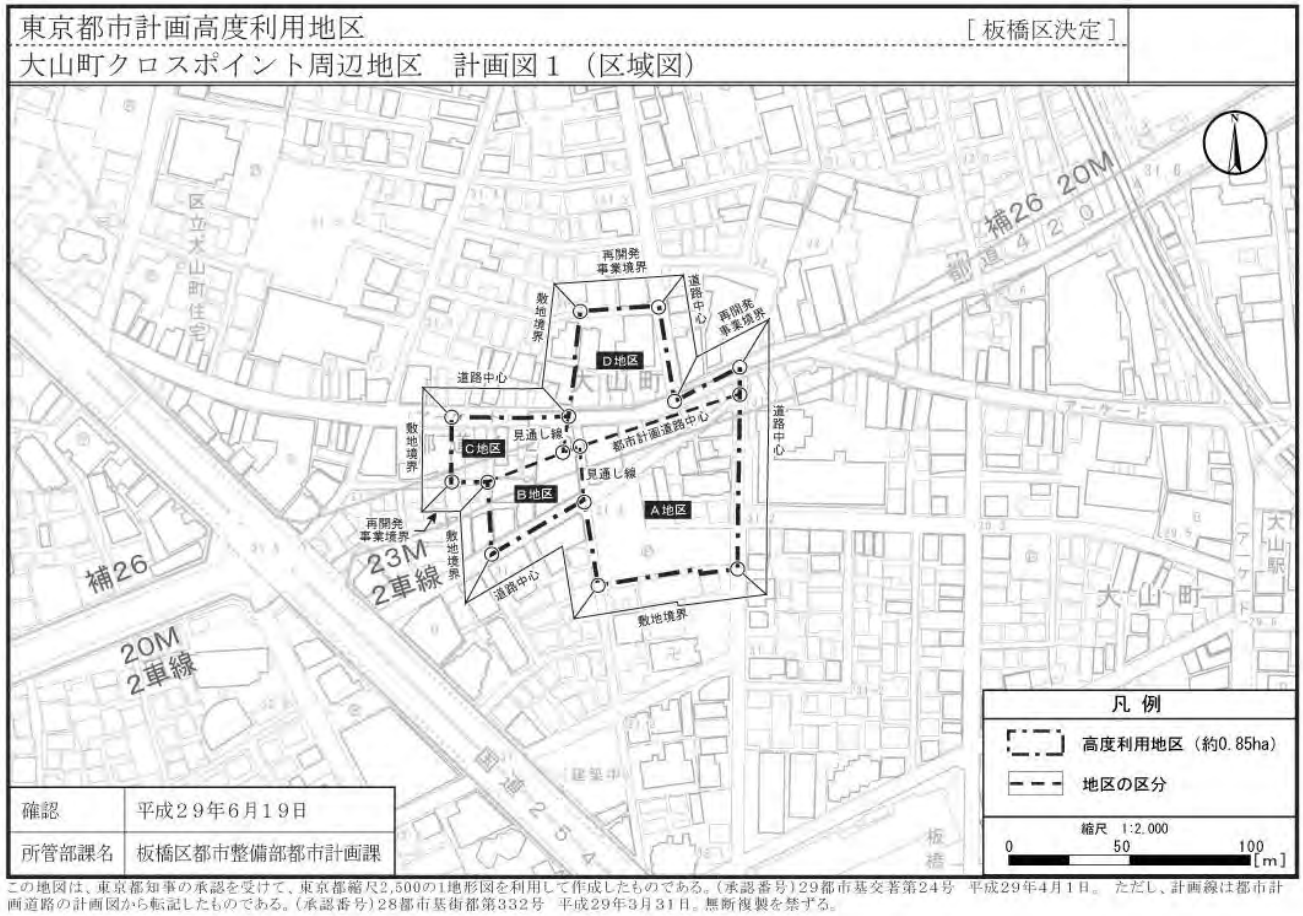 東京都市計画高度利用地区
[板橋区決定]
大山町クロスポイント周辺地区　計画図1（区域図）
N
区立大山町住宅
補26 20M
都道420
31.6
再開発
事業境界
道路中心
敷地境界
再開発
事業境界
D地区
大山町
道路中心
アーケード
道路中心
見通し線
都市計画道路中心
敷地境界
C地区
見通し線
B地区
A地区
再開発
事業境界
敷地境界
23M
2車線
道路中心
敷地境界
補26
20M
2車線
大山駅
アーケード
大山町
国道254
建築中
板橋
凡例
高度利用地区（約0.85ha）
地区の区分
縮尺 1:2,000
0 50 100
[m]
確認 平成29年6月19日
所管部課名 板橋区都市整備部都市計画課
この地図は、東京都知事の承認を受けて、東京都縮尺2,500の1地形図を利用して作成したものである。(承認番号)29都市基交著第24号　平成29年4月1日。 ただし、計画線は都市計
画道路の計画図から転記したものである。(承認番号)28都市基街都第332号　平成29年3月31日。無断複製を禁ずる。